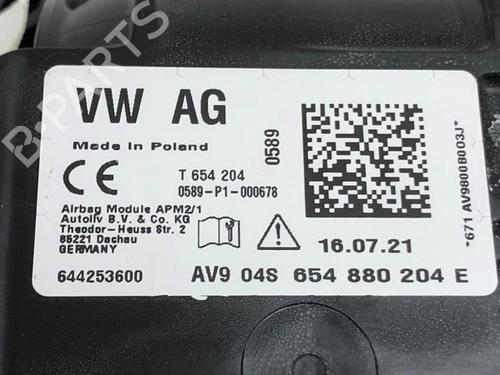 VW AG
Made in Poland
T 654 204
0589-P1-000678
0589
Airbag Module APM2/1
Autoliv B.V. & Co. KG
Theodor-Heuss Str. 2
85221 Dachau
GERMANY
16.07.21
644253600
AV9 04S 654 880 204 E
*671 AV9800B003J*
B-PARTS